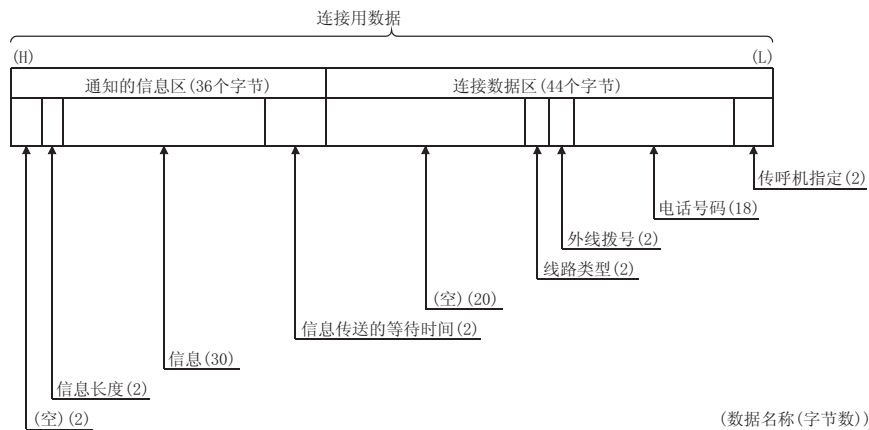 连接用数据
(H)
(L)
通知的信息区(36个字节)
连接数据区(44个字节)
传呼机指定(2)
电话号码(18)
外线拨号(2)
线路类型(2)
(空)(20)
信息传送的等待时间(2)
信息(30)
信息长度(2)
(空)(2)
(数据名称(字节数))